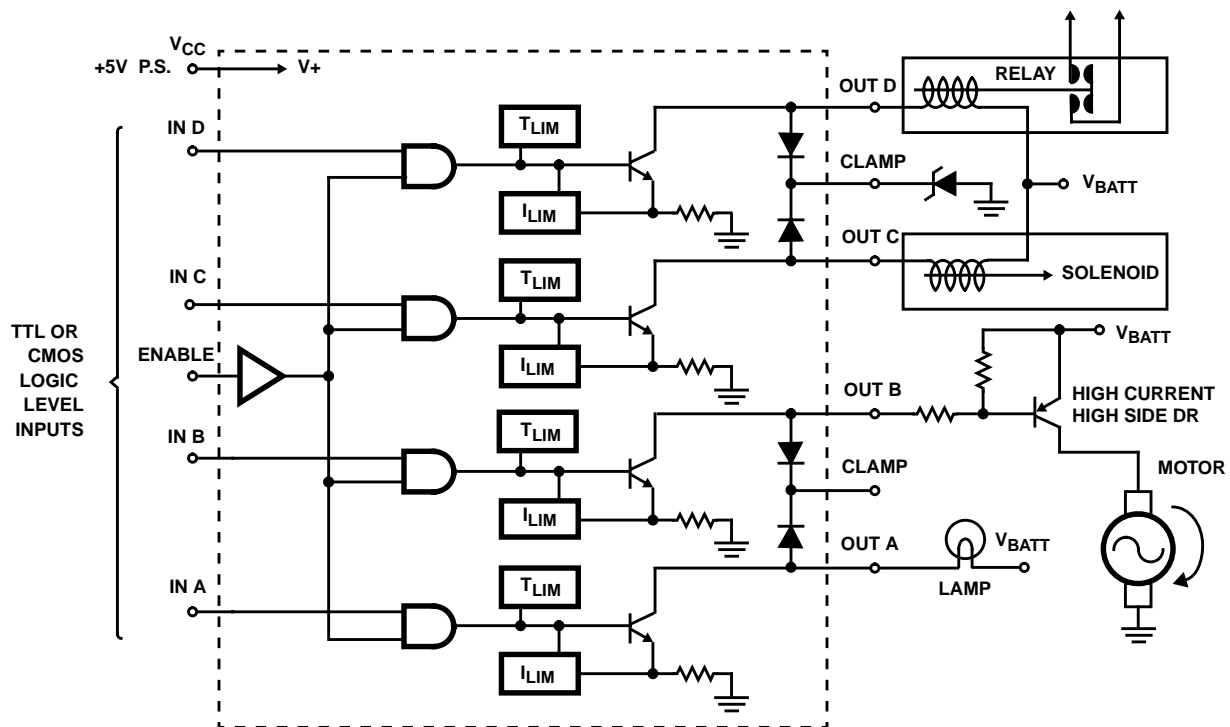 VCC
+5V P.S.
V+
IN D
IN C
TTL OR
CMOS
LOGIC
LEVEL
INPUTS
ENABLE
IN B
IN A
TLIM
ILIM
TLIM
ILIM
TLIM
ILIM
TLIM
ILIM
OUT D
RELAY
CLAMP
VBATT
OUT C
SOLENOID
VBATT
OUT B
HIGH CURRENT
HIGH SIDE DR
CLAMP
MOTOR
OUT A
VBATT
LAMP